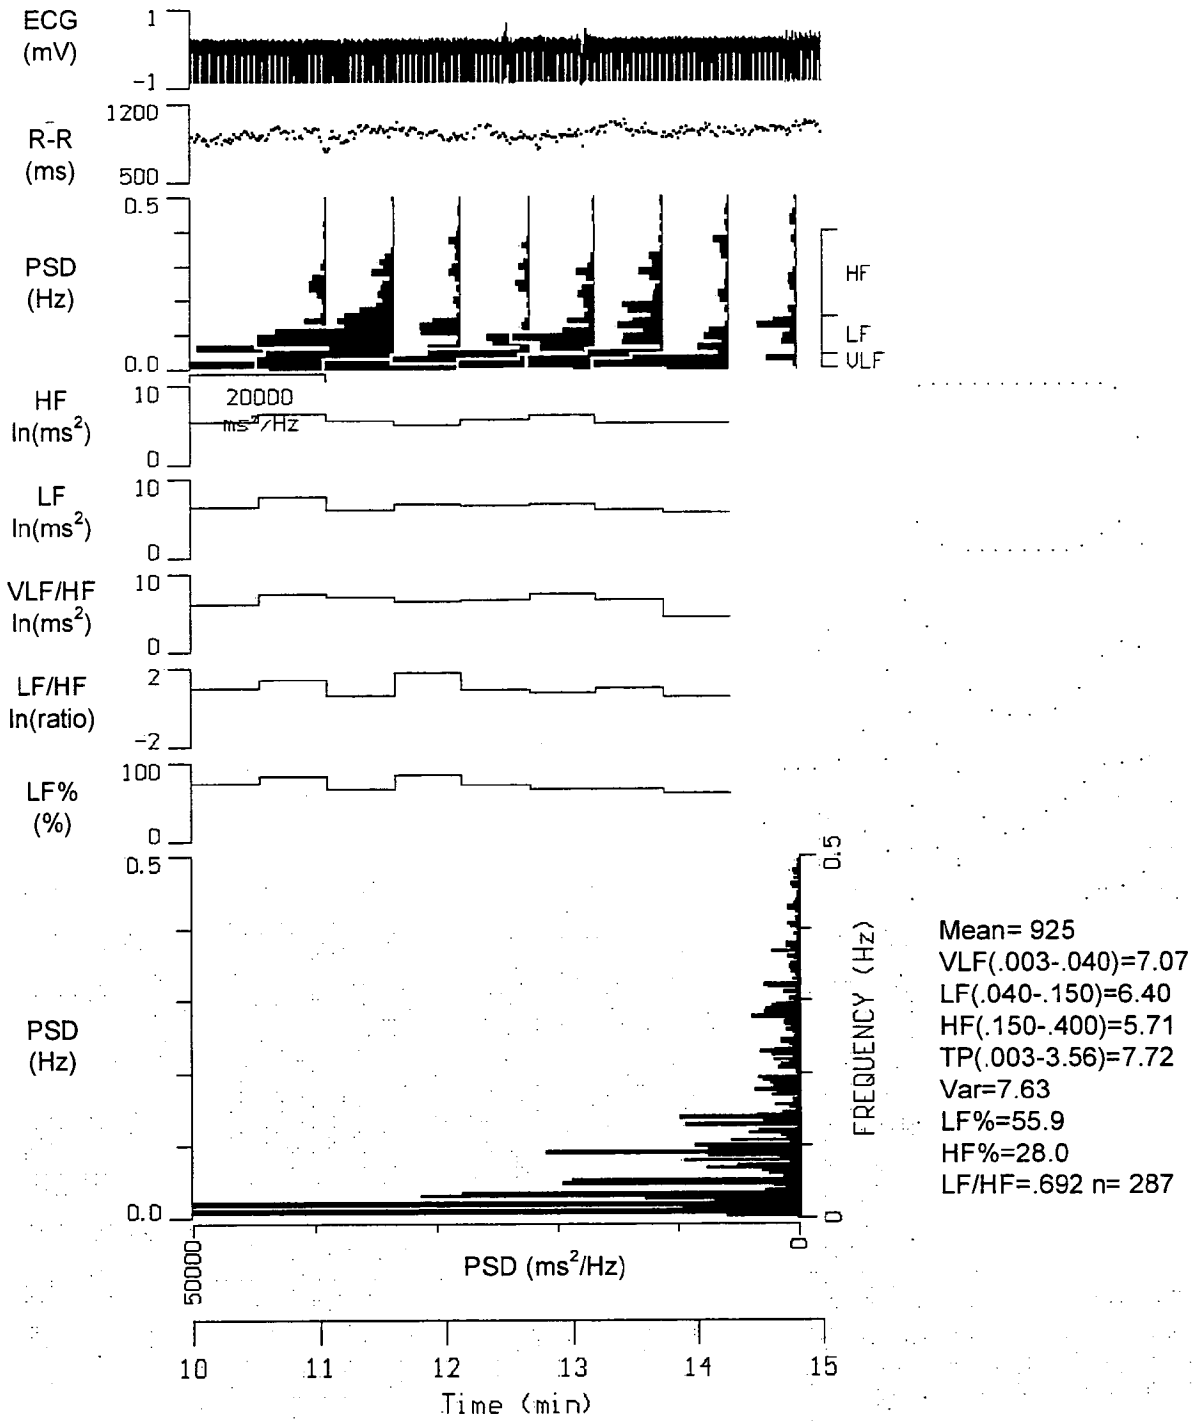 ECG
(mV)
1
-1
R-R
(ms)
1200
500
PSD
(Hz)
0.5
0.0
HF
LF
VLF
HF
ln(ms²)
10
0
20000
ms²/Hz
LF
ln(ms²)
10
0
VLF/HF
ln(ms²)
10
0
LF/HF
ln(ratio)
2
-2
LF%
(%)
100
0
PSD
(Hz)
0.5
0.0
0.5
FREQUENCY (Hz)
0
Mean= 925
VLF(.003-.040)=7.07
LF(.040-.150)=6.40
HF(.150-.400)=5.71
TP(.003-3.56)=7.72
Var=7.63
LF%=55.9
HF%=28.0
LF/HF=.692 n= 287
50000
PSD (ms²/Hz)
0
10 11 12 13 14 15
Time (min)